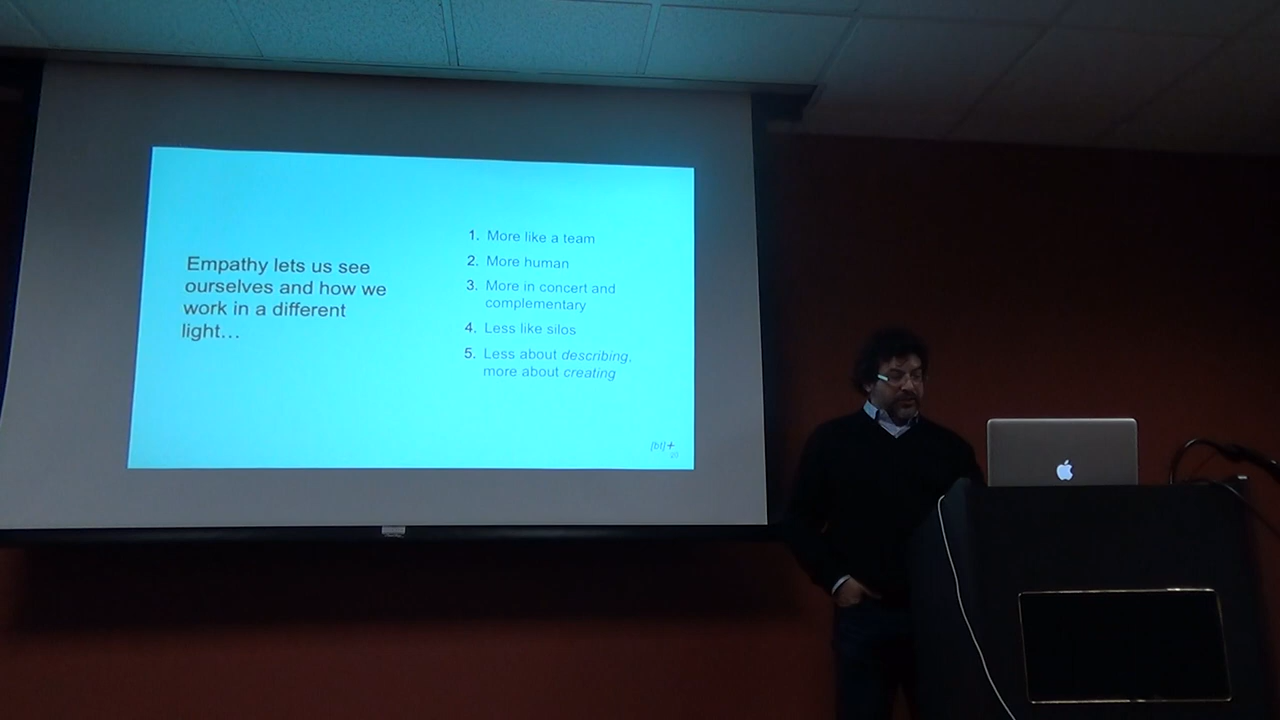 Empathy lets us see
ourselves and how we
work in a different
light…
1. More like a team
2. More human
3. More in concert and
complementary
4. Less like silos
5. Less about describing,
more about creating
[bt]+